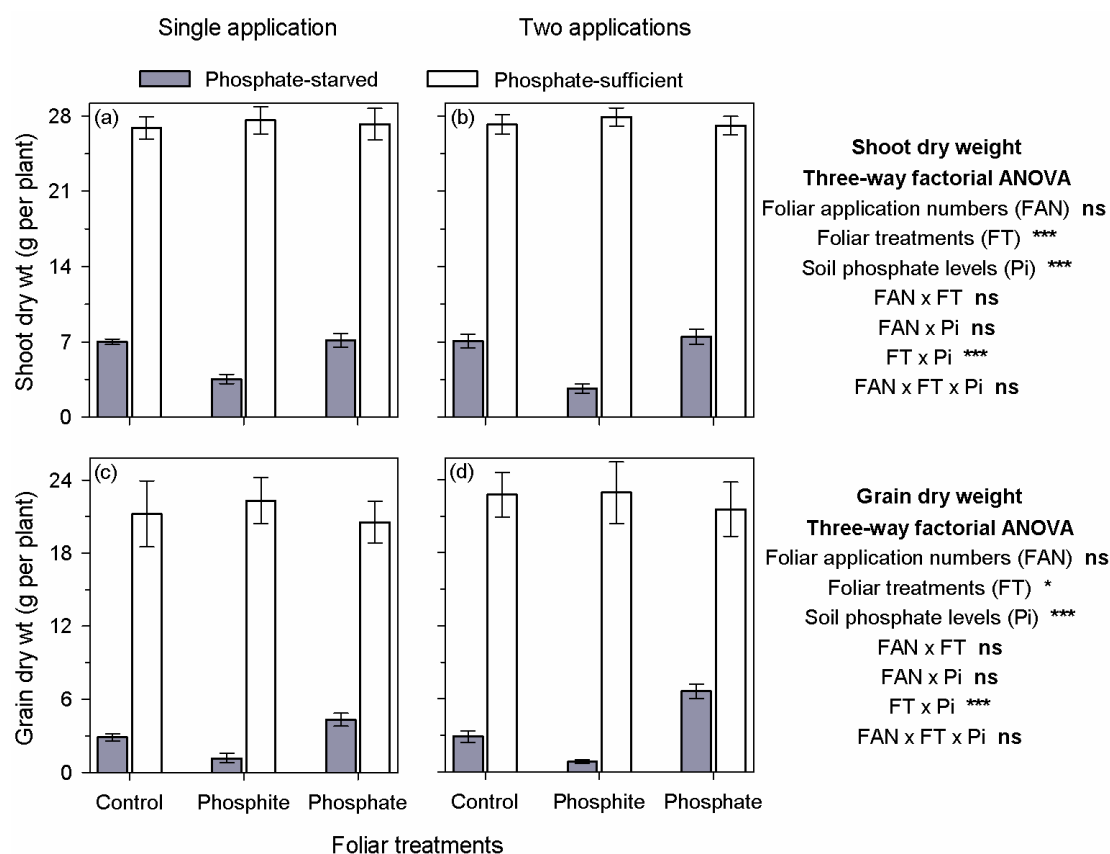 Single application
Two applications
Phosphate-starved
Phosphate-sufficient
Shoot dry wt (g per plant)
28
21
14
7
0
(a)
(b)
Shoot dry weight
Three-way factorial ANOVA
Foliar application numbers (FAN) ns
Foliar treatments (FT) ***
Soil phosphate levels (Pi) ***
FAN x FT ns
FAN x Pi ns
FT x Pi ***
FAN x FT x Pi ns
Grain dry wt (g per plant)
24
18
12
6
0
(c)
(d)
Grain dry weight
Three-way factorial ANOVA
Foliar application numbers (FAN) ns
Foliar treatments (FT) *
Soil phosphate levels (Pi) ***
FAN x FT ns
FAN x Pi ns
FT x Pi ***
FAN x FT x Pi ns
Control Phosphite Phosphate
Control Phosphite Phosphate
Foliar treatments